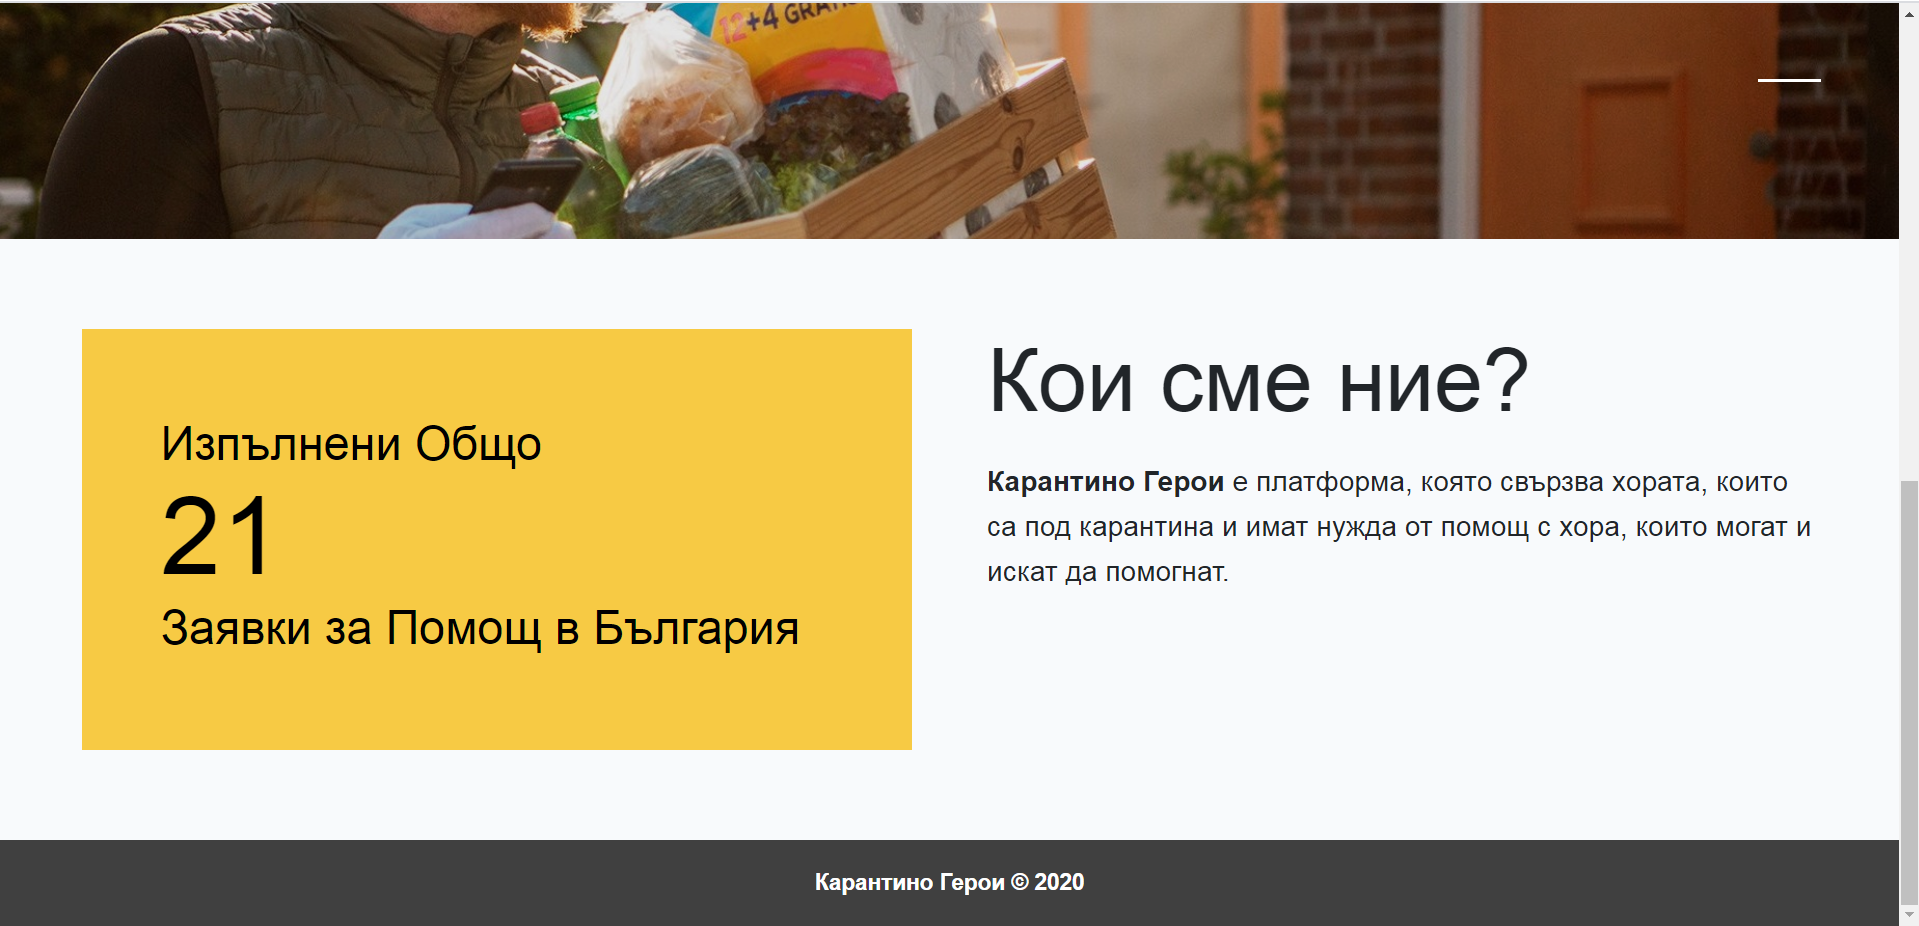 12+4 GRATIS
Изпълнени Общо
21
Заявки за Помощ в България
Кои сме ние?
Карантино Герои е платформа, която свързва хората, които
са под карантина и имат нужда от помощ с хора, които могат и
искат да помогнат.
Карантино Герои © 2020